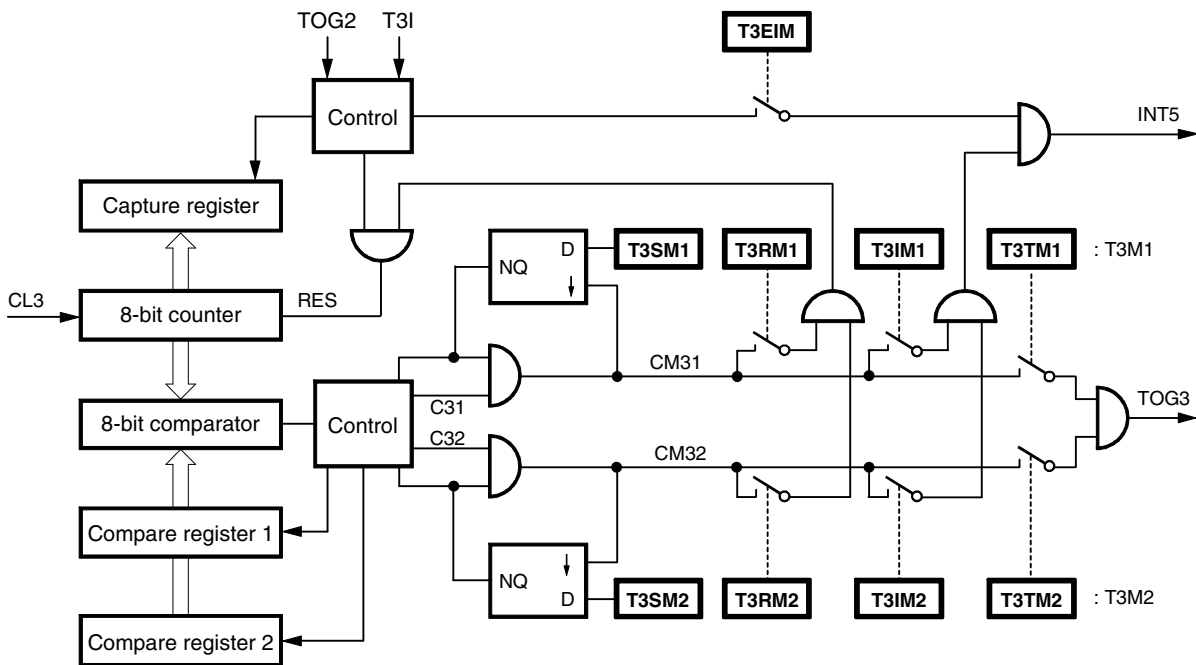 TOG2 T3I
T3EIM
Control
INT5
Capture register
D
NQ
T3SM1
T3RM1
T3IM1
T3TM1
: T3M1
CL3
8-bit counter
RES
CM31
8-bit comparator
Control
C31
C32
TOG3
CM32
Compare register 1
NQ
D
T3SM2
T3RM2
T3IM2
T3TM2
: T3M2
Compare register 2